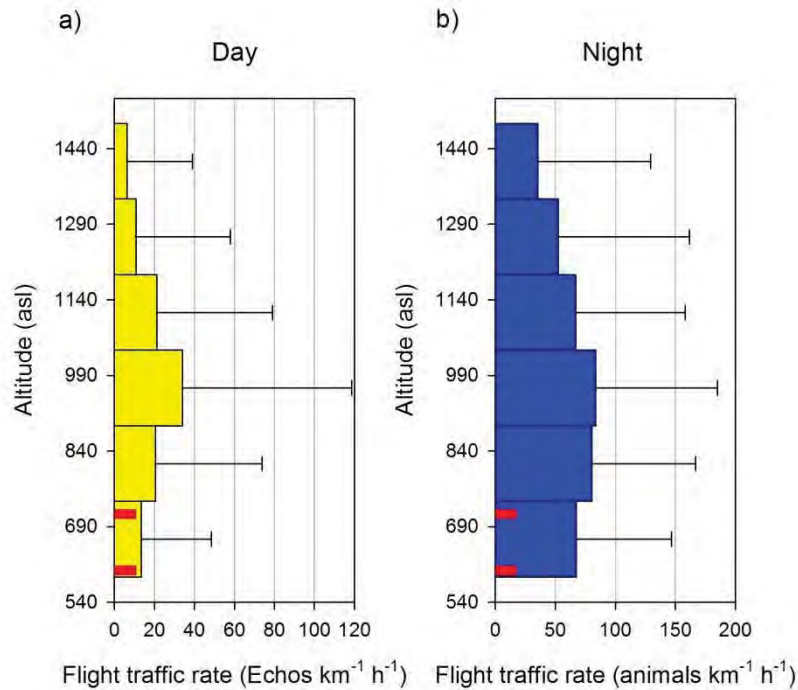 a)
Day
Altitude (asl)
1440
1290
1140
990
840
690
540
0 20 40 60 80 100 120
Flight traffic rate (Echos km⁻¹ h⁻¹)
b)
Night
Altitude (asl)
1440
1290
1140
990
840
690
540
0 50 100 150 200
Flight traffic rate (animals km⁻¹ h⁻¹)